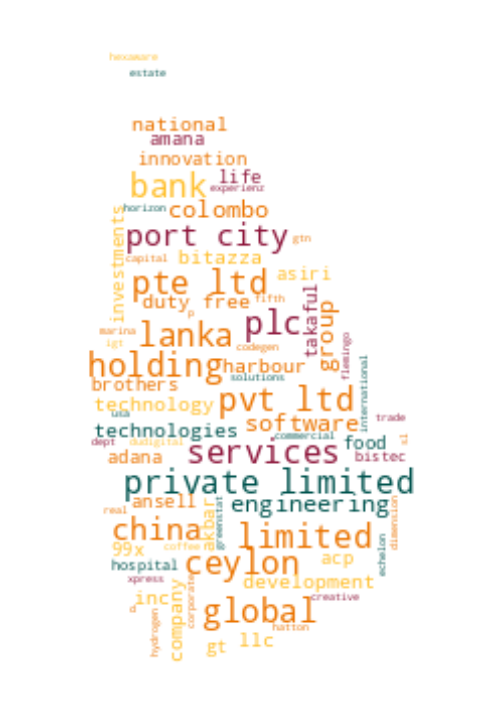 hexaware
estate
national
amana
innovation
life
bank
experienz
horizon
colombo
investments
port city
gtn
capital
bitazza
asiri
pte ltd
duty free
fifth
p
takaful
group
plc
marina
lanka
igt
codegen
flemingo
holding
harbour
solutions
brothers
international
pvt ltd
technology
usa
software
trade
technologies
commercial
sl
dept
dudigital
food
services
adana
bistec
private limited
ansell
engineering
real
akbar
greenstat
dimension
china
limited
99x
coffee
echelon
acp
hospital
ceylon
xpress
development
inc
company
corporate
creative
a
global
hydrogen
hatton
gt
llc